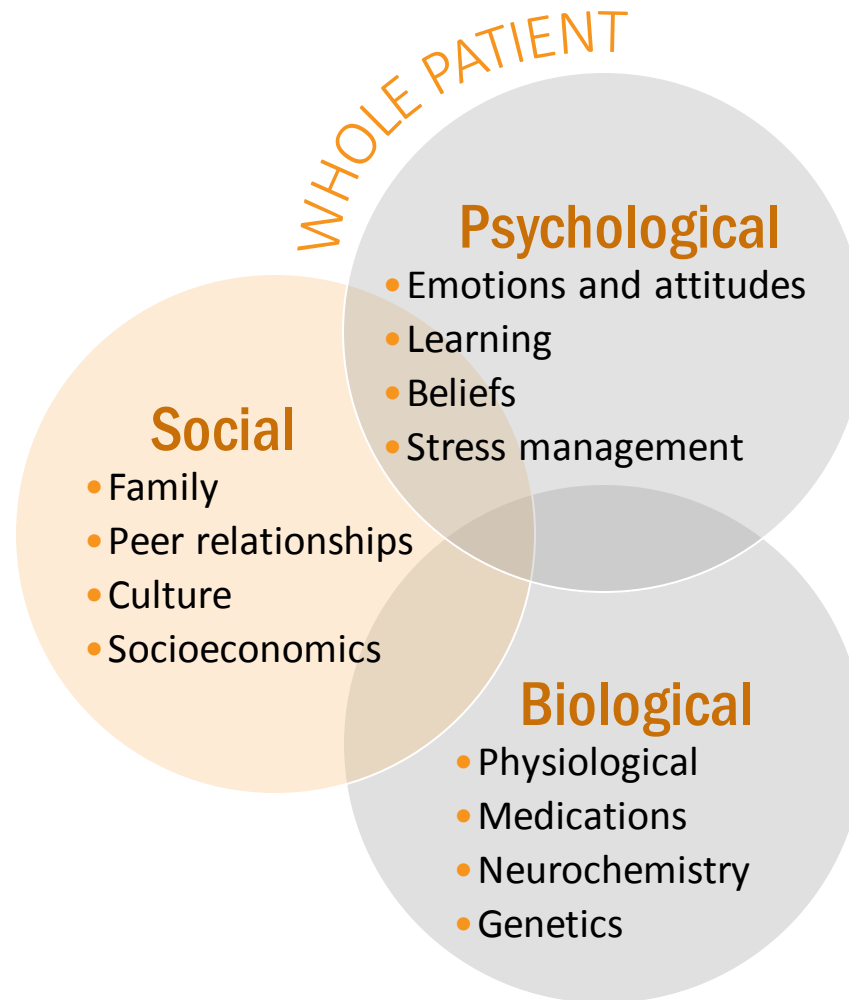 WHOLE PATIENT
Psychological
• Emotions and attitudes
• Learning
• Beliefs
• Stress management
Social
• Family
• Peer relationships
• Culture
• Socioeconomics
Biological
• Physiological
• Medications
• Neurochemistry
• Genetics